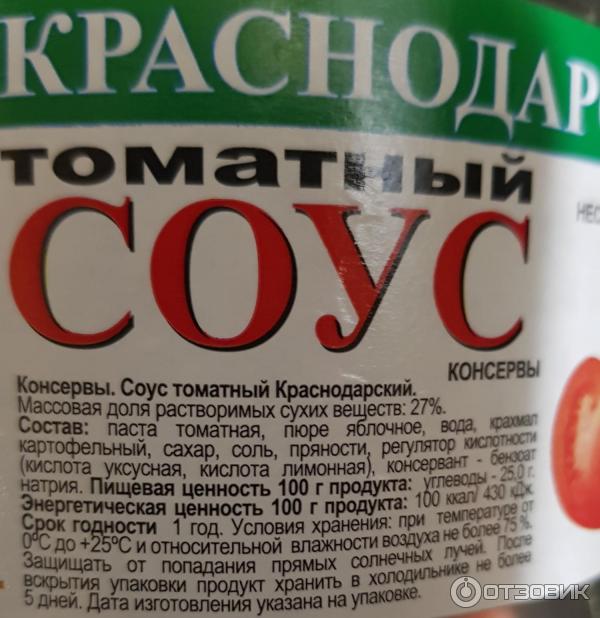 КРАСНОДАР
томатный
СОУС
КОНСЕРВЫ
Консервы. Соус томатный Краснодарский.
Массовая доля растворимых сухих веществ: 27%.
Состав: паста томатная, пюре яблочное, вода, крахмал
картофельный, сахар, соль, пряности, регулятор кислотности
(кислота уксусная, кислота лимонная), консервант - бензоат
натрия. Пищевая ценность 100 г продукта: углеводы - 25,0 г.
Энергетическая ценность 100 г продукта: 100 ккал/ 430 кДж.
Срок годности 1 год. Условия хранения: при температуре от
0ºС до +25ºС и относительной влажности воздуха не более 75 %.
Защищать от попадания прямых солнечных лучей. После
вскрытия упаковки продукт хранить в холодильнике не более
5 дней. Дата изготовления указана на упаковке.
ОТЗОВИК